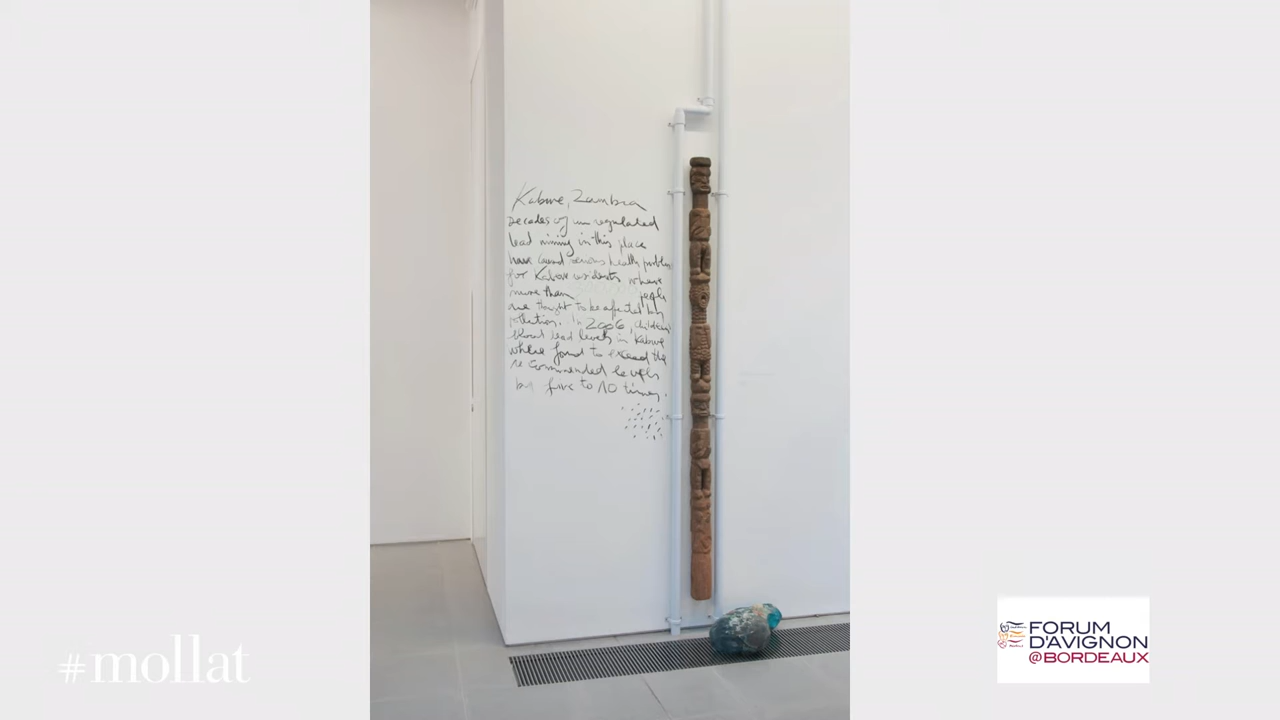 Kabwe, Zambia
Decades of unregulated
lead mining in this place
have caused serious health problems
for Kabwe residents where
more than people
are thought to be affected by
pollution. In 2006, children's
blood lead levels in Kabwe
where found to exceed the
recommended levels
by five to 10 times.
#mollat
FORUM
D'AVIGNON
@BORDEAUX